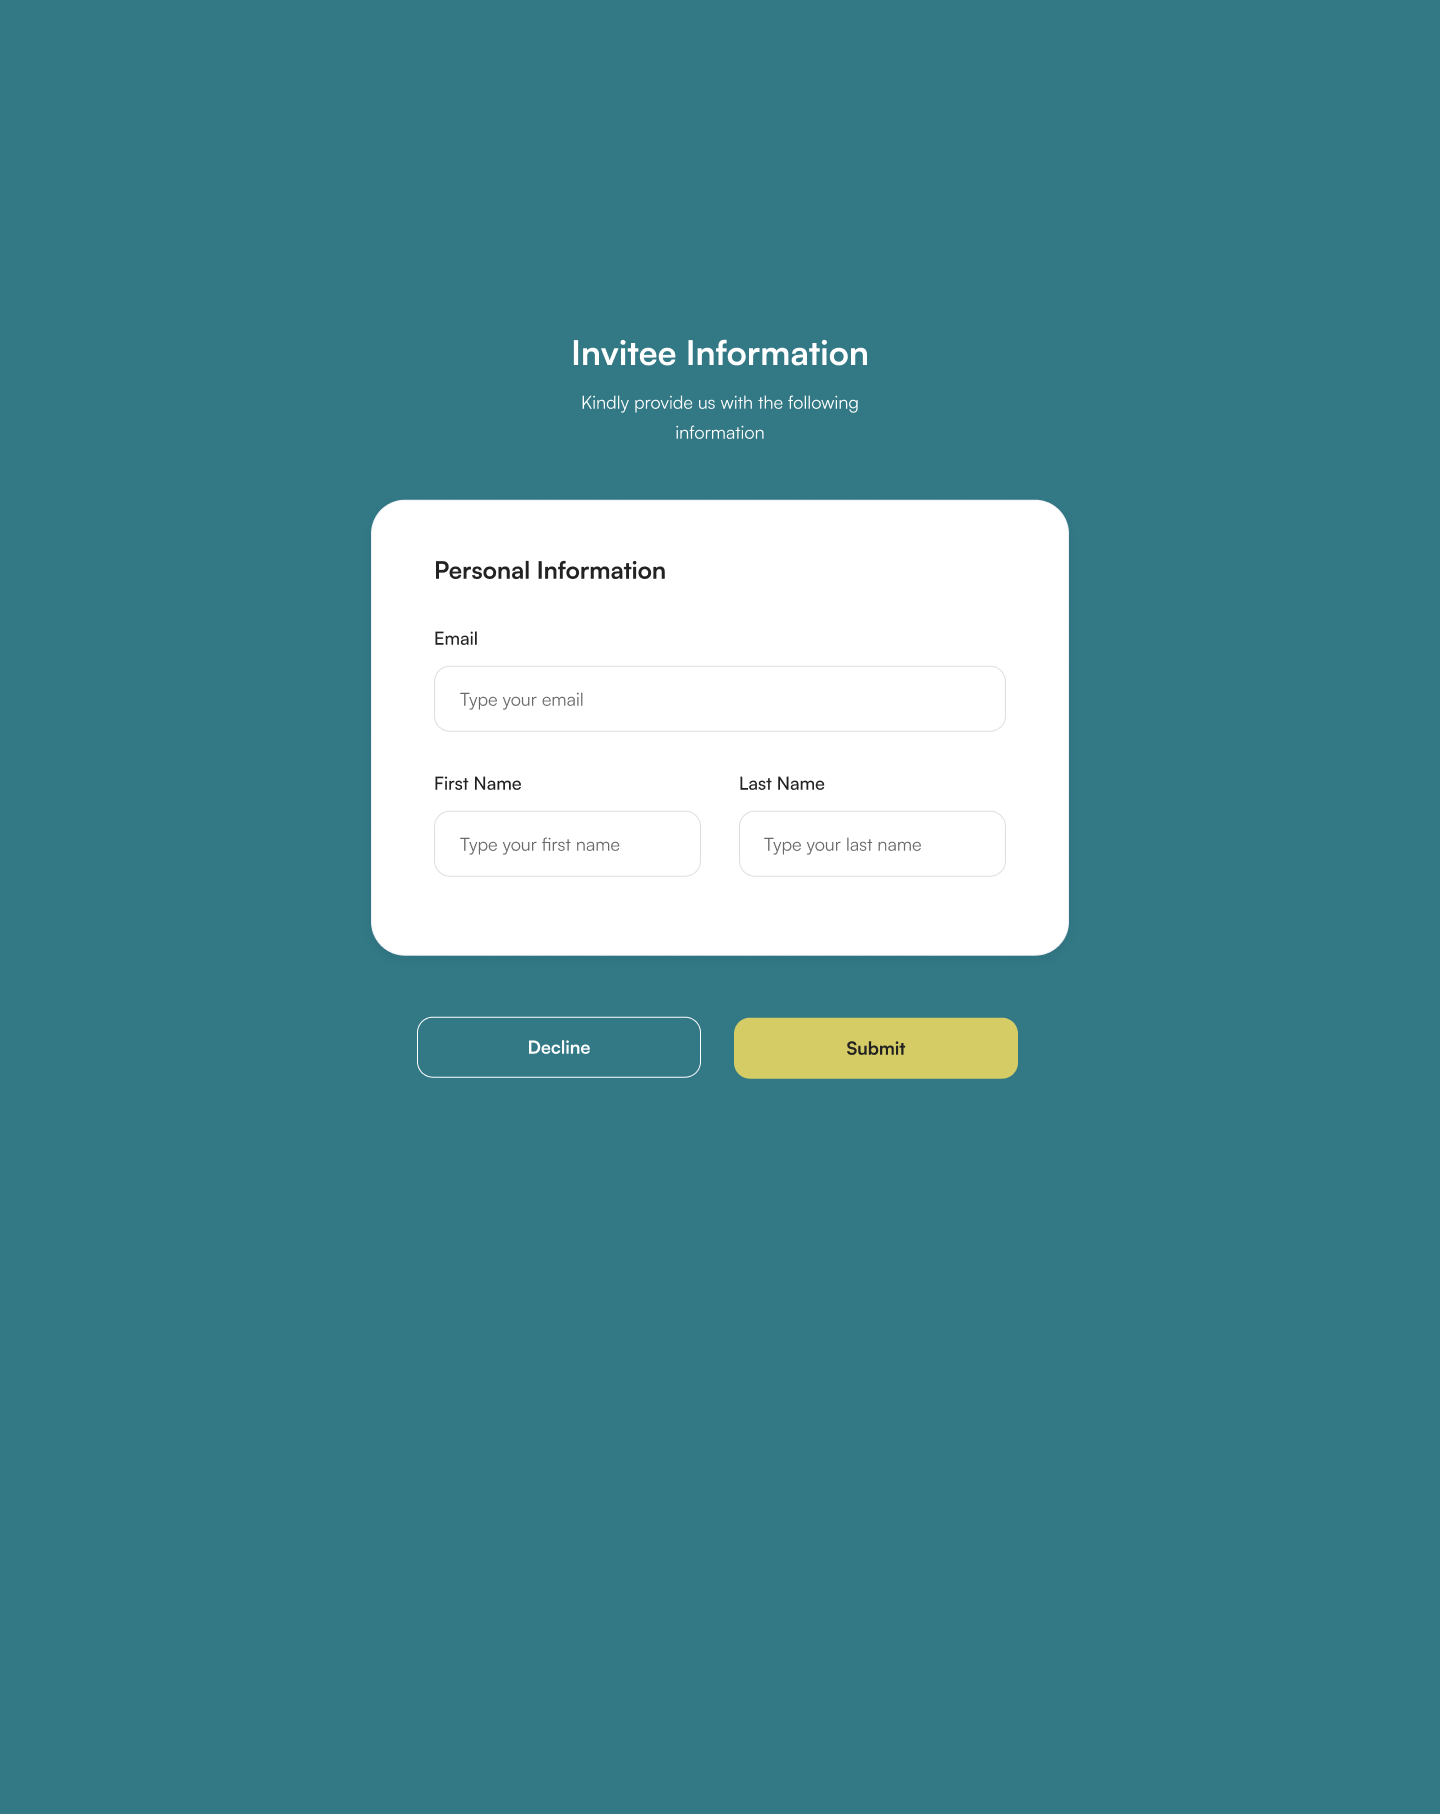 Invitee Information
Kindly provide us with the following
information
Personal Information
Email
Type your email
First Name
Last Name
Type your first name
Type your last name
Decline
Submit